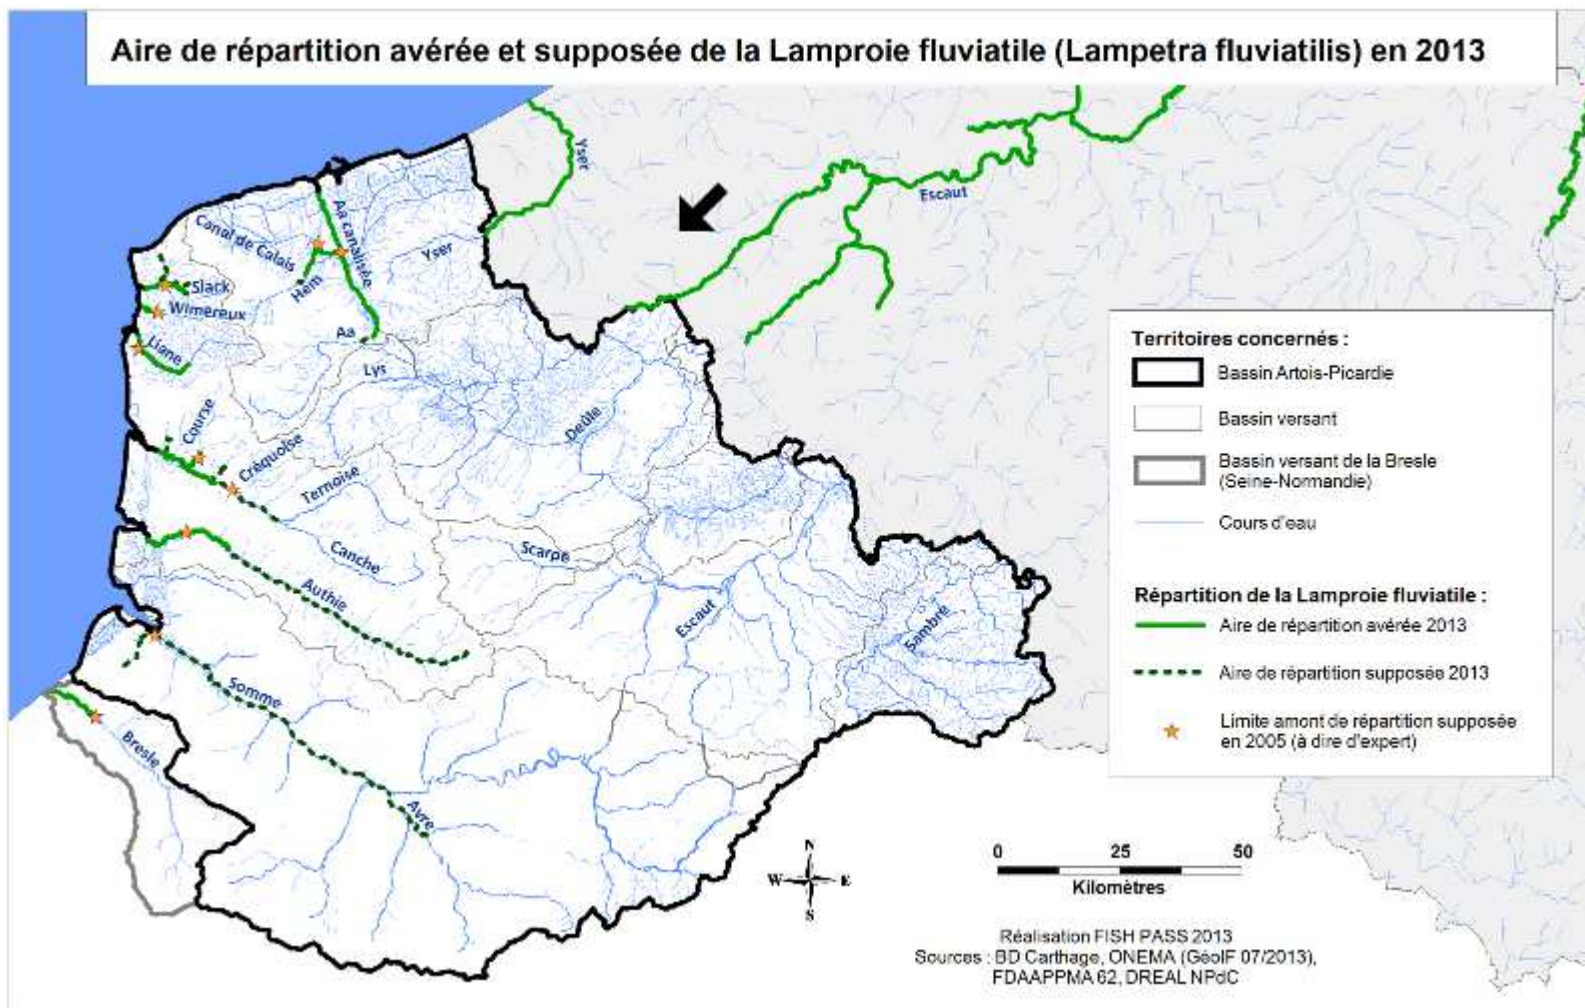 Aire de répartition avérée et supposée de la Lamproie fluviatile (Lampetra fluviatilis) en 2013
Yser
Escaut
Canal de Calais
Aa canalisée
Yser
Hem
Slack
Wimereux
Aa
Liane
Lys
Course
Créquoise
Ternoise
Deûle
Canche
Scarpe
Authie
Escaut
Sambre
Somme
Bresle
Avre
Territoires concernés :
Bassin Artois-Picardie
Bassin versant
Bassin versant de la Bresle
(Seine-Normandie)
Cours d'eau
Répartition de la Lamproie fluviatile :
Aire de répartition avérée 2013
Aire de répartition supposée 2013
Limite amont de répartition supposée
en 2005 (à dire d'expert)
N
W E
S
0 25 50
Kilomètres
Réalisation FISH PASS 2013
Sources : BD Carthage, ONEMA (GéolF 07/2013),
FDAAPPMA 62, DREAL NPdC